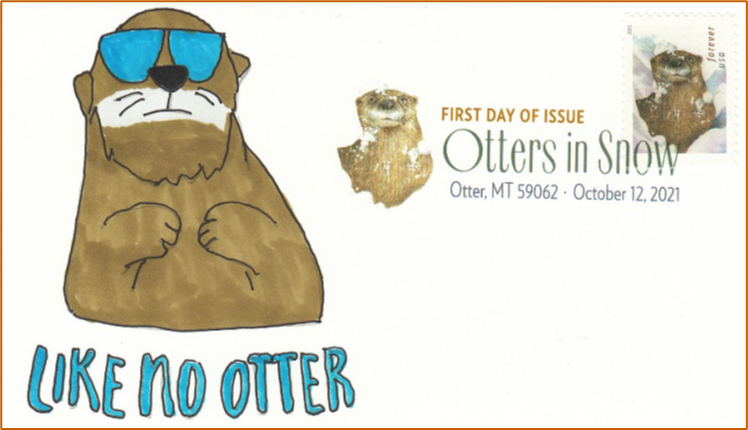 forever
usa
FIRST DAY OF ISSUE
Otters in Snow
Otter, MT 59062 · October 12, 2021
LIKE NO OTTER